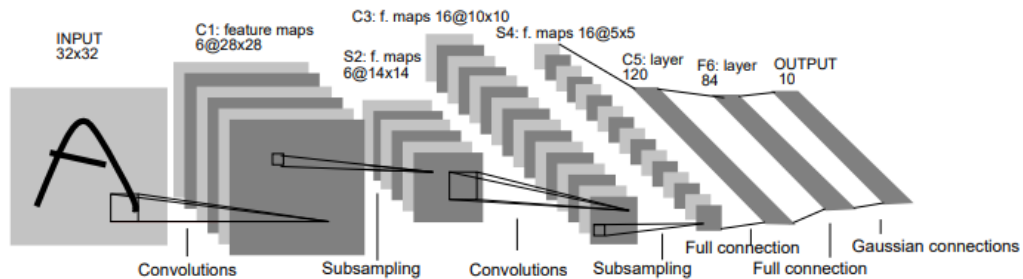 INPUT
32x32
C1: feature maps
6@28x28
S2: f. maps
6@14x14
C3: f. maps 16@10x10
S4: f. maps 16@5x5
C5: layer
120
F6: layer
84
OUTPUT
10
Convolutions
Subsampling
Convolutions
Subsampling
Full connection
Full connection
Gaussian connections